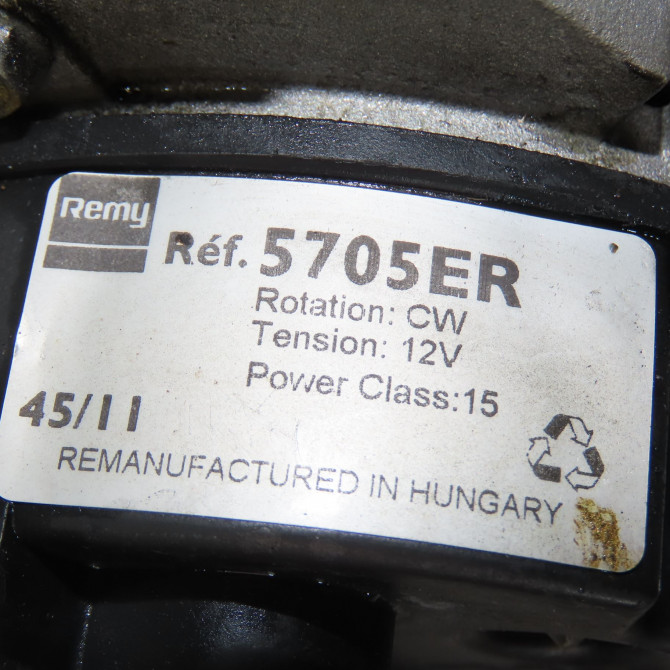 Remy
Réf. 5705ER
Rotation: CW
Tension: 12V
Power Class:15
45/11
REMANUFACTURED IN HUNGARY